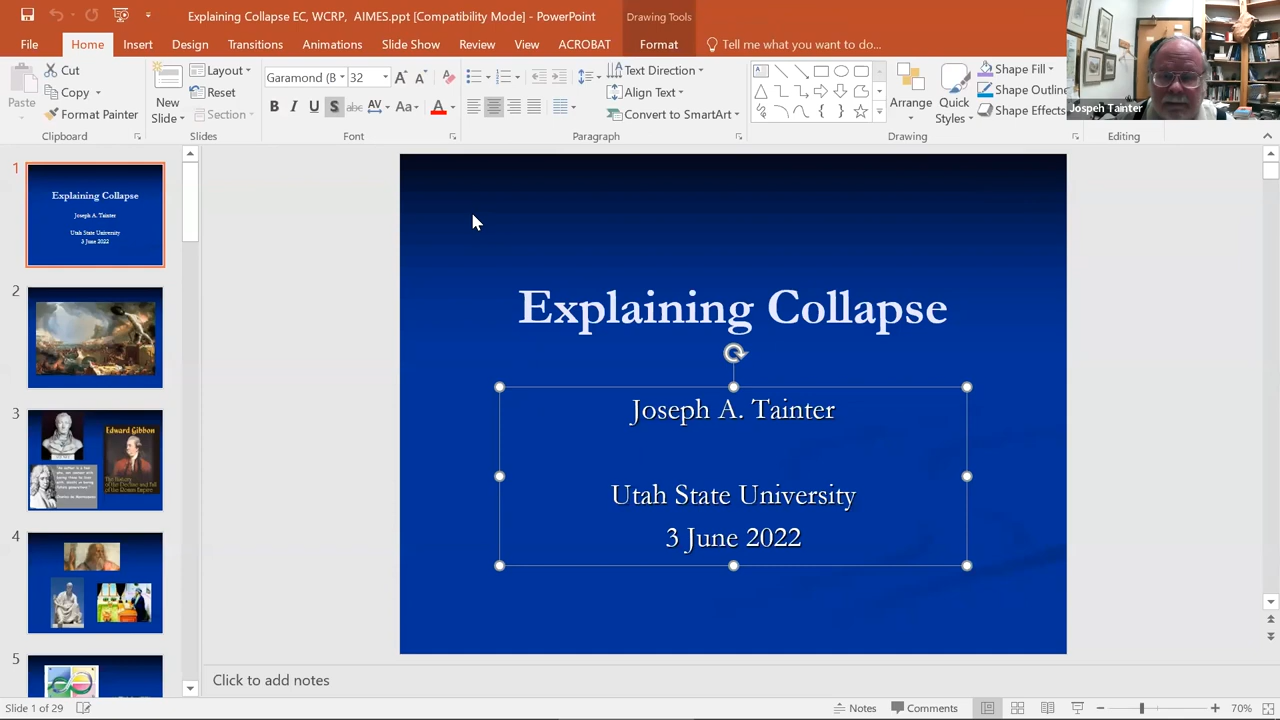 Explaining Collapse EC, WCRP, AIMES.ppt [Compatibility Mode] - PowerPoint
Drawing Tools
File
Home
Insert
Design
Transitions
Animations
Slide Show
Review
View
ACROBAT
Format
Tell me what you want to do...
Paste
Cut
Copy
Format Painter
Clipboard
New Slide
Layout
Reset
Section
Slides
Garamond (B
32
Font
Text Direction
Align Text
Convert to SmartArt
Paragraph
Arrange
Quick Styles
Shape Fill
Shape Outline
Shape Effects
Drawing
Editing
Jospeh Tainter
1
Explaining Collapse
Joseph A. Tainter
Utah State University
3 June 2022
2
3
Edward Gibbon
4
5
Explaining Collapse
Joseph A. Tainter
Utah State University
3 June 2022
Click to add notes
Slide 1 of 29
Notes
Comments
70%